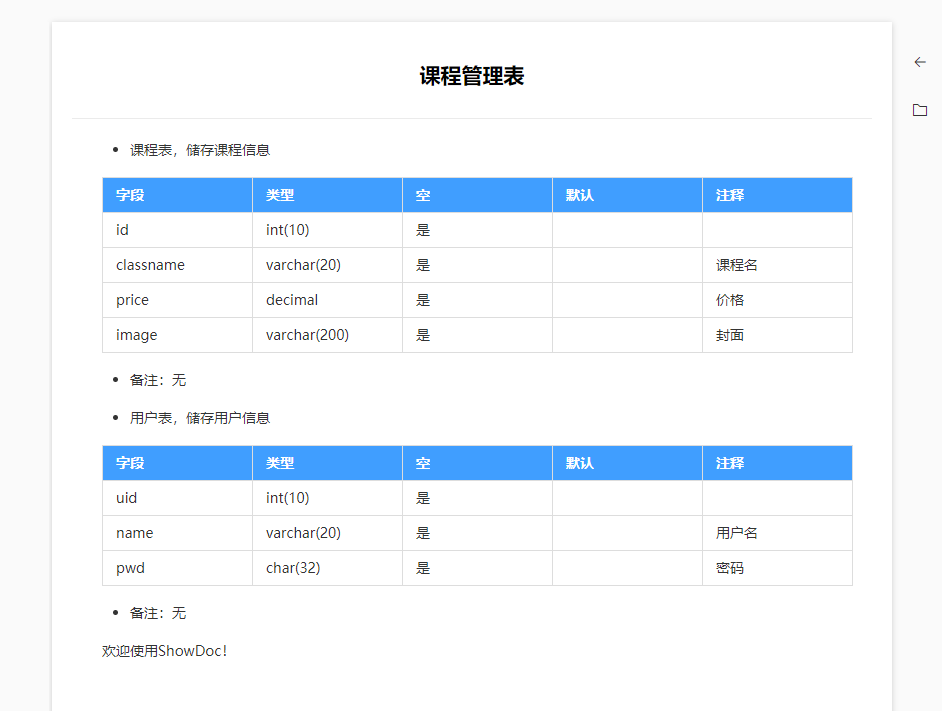 课程管理表
课程表，储存课程信息
字段 类型 空 默认 注释
id int(10) 是
classname varchar(20) 是 课程名
price decimal 是 价格
image varchar(200) 是 封面
备注：无
用户表，储存用户信息
字段 类型 空 默认 注释
uid int(10) 是
name varchar(20) 是 用户名
pwd char(32) 是 密码
备注：无
欢迎使用ShowDoc！